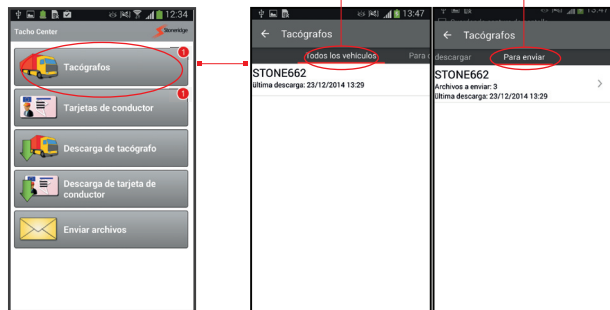 12:34
Tacho Center
Stoneridge
Tacógrafos
1
Tarjetas de conductor
1
Descarga de tacógrafo
Descarga de tarjeta de
conductor
Enviar archivos
13:47
Tacógrafos
Todos los vehículos
Para
STONE662
última descarga: 23/12/2014 13:29
13:47
Tacógrafos
descargar
Para enviar
STONE662
Archivos a enviar: 3
última descarga: 23/12/2014 13:29